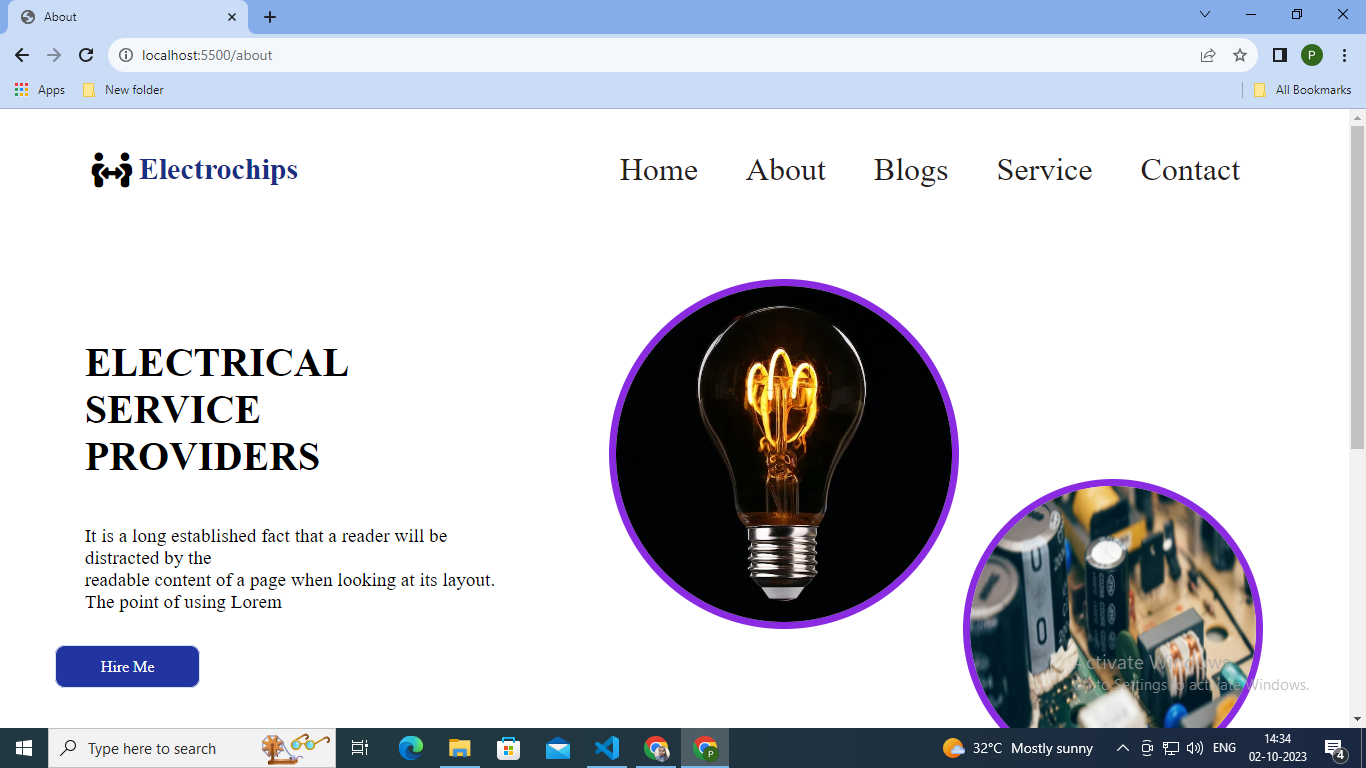 About
localhost:5500/about
P
Apps
New folder
All Bookmarks
Electrochips
Home
About
Blogs
Service
Contact
ELECTRICAL
SERVICE
PROVIDERS
It is a long established fact that a reader will be
distracted by the
readable content of a page when looking at its layout.
The point of using Lorem
Hire Me
Activate Windows
Go to Settings to activate Windows.
Type here to search
P
32°C Mostly sunny
ENG
14:34
02-10-2023
4